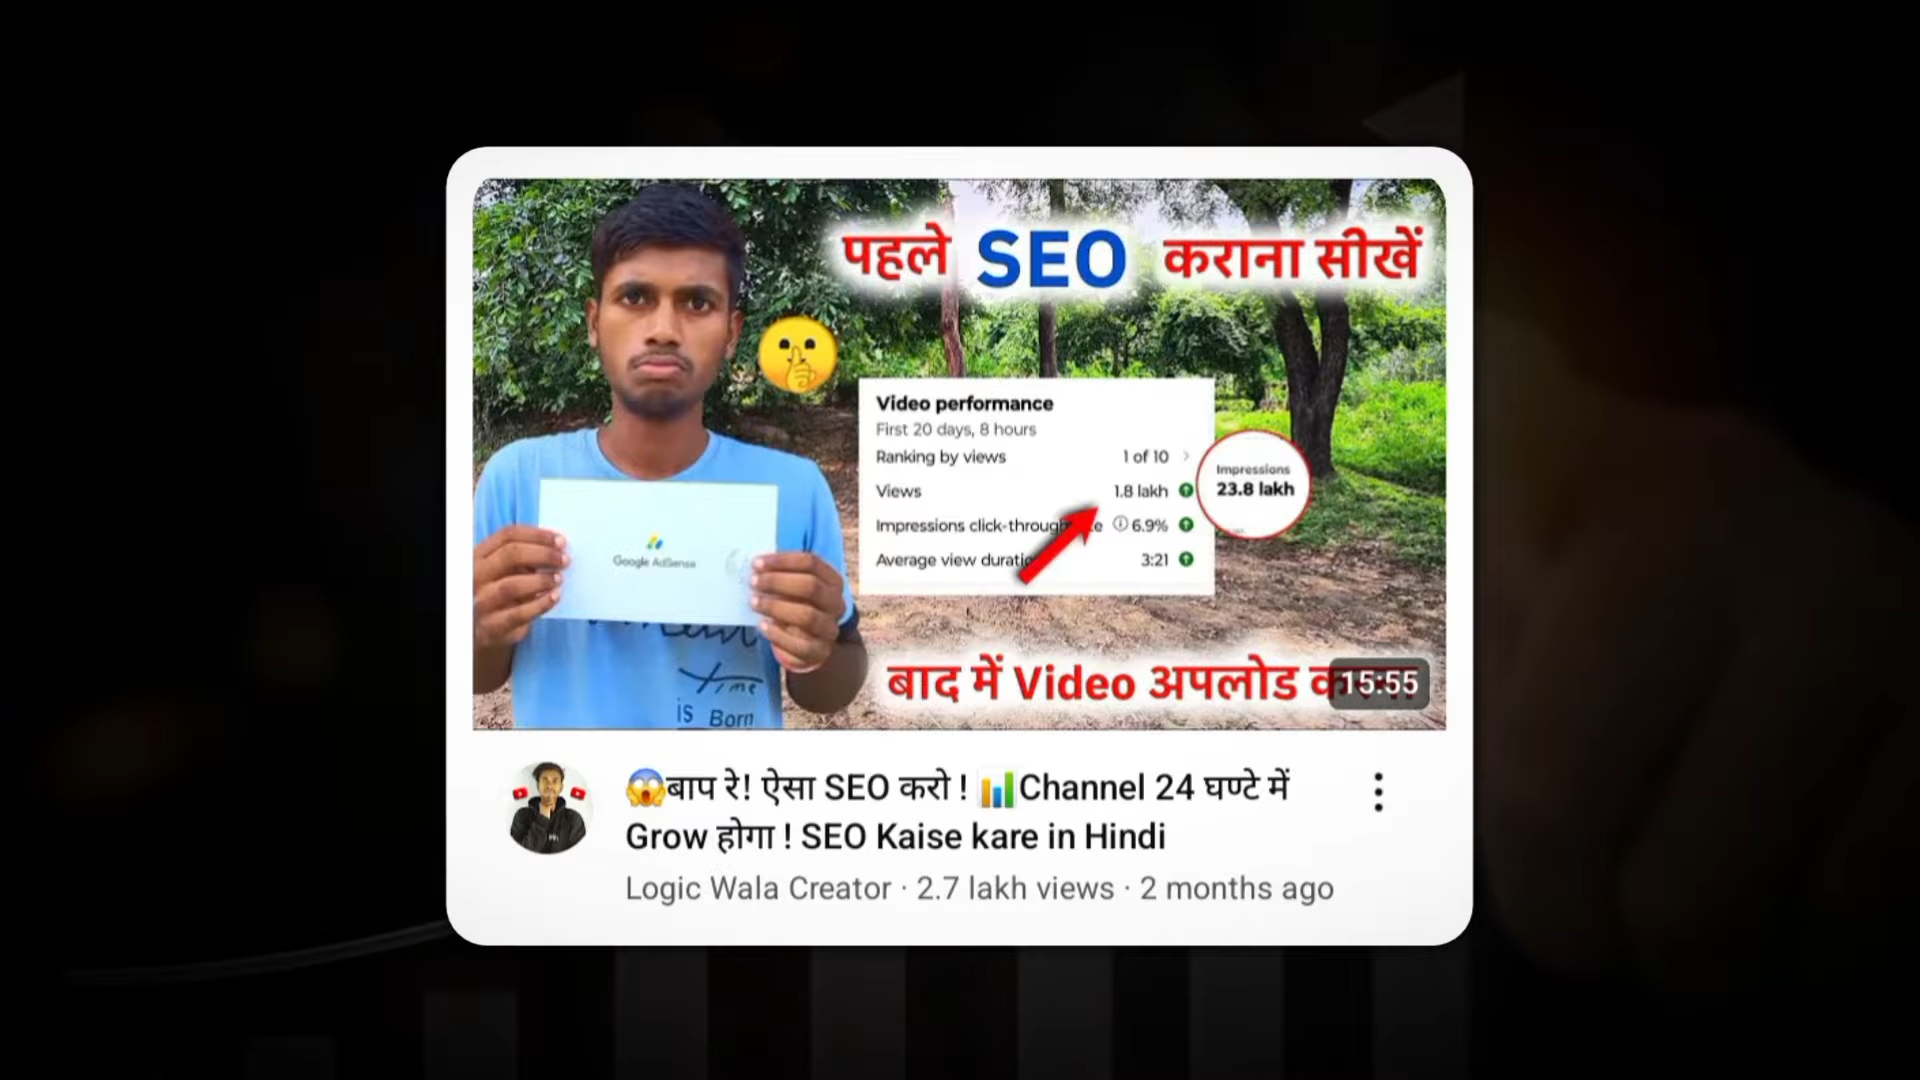 पहले SEO कराना सीखें
Video performance
First 20 days, 8 hours
Ranking by views 1 of 10
Views 1.8 lakh
Impressions click-through 6.9%
Average view duration 3:21
Impressions
23.8 lakh
Google AdSense
Time
is Born
बाद में Video अपलोड
15:55
😱बाप रे! ऐसा SEO करो ! 📊Channel 24 घण्टे में
Grow होगा ! SEO Kaise kare in Hindi
Logic Wala Creator · 2.7 lakh views · 2 months ago